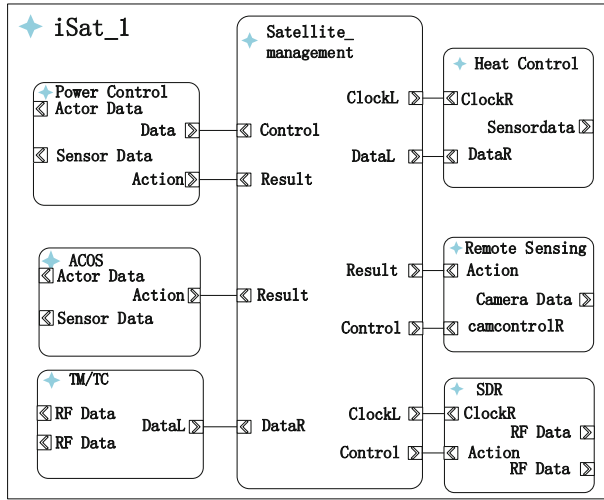 iSat_1
Power Control
Actor Data
Data
Sensor Data
Action
ACOS
Actor Data
Action
Sensor Data
TM/TC
RF Data
DataL
RF Data
Satellite_
management
ClockL
Control
DataL
Result
Result
Result
Control
ClockL
DataR
Control
Heat Control
ClockR
Sensordata
DataR
Remote Sensing
Action
Camera Data
camcontrolR
SDR
ClockR
RF Data
Action
RF Data